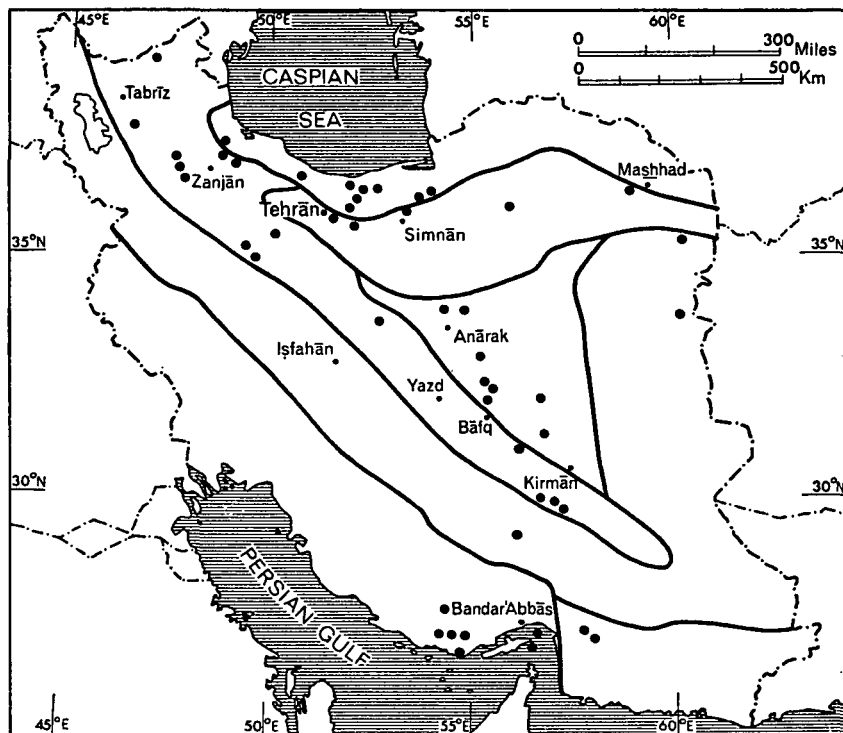 45°E
50°E
55°E
60°E
0 300 Miles
0 500 Km
CASPIAN
SEA
Tabrīz
Zanjān
Mashhad
Tehrān
Simnān
35°N
35°N
Anārak
Iṣfahān
Yazd
Bāfq
Kirmān
30°N
30°N
PERSIAN GULF
Bandar'Abbās
45°E
50°E
55°E
60°E